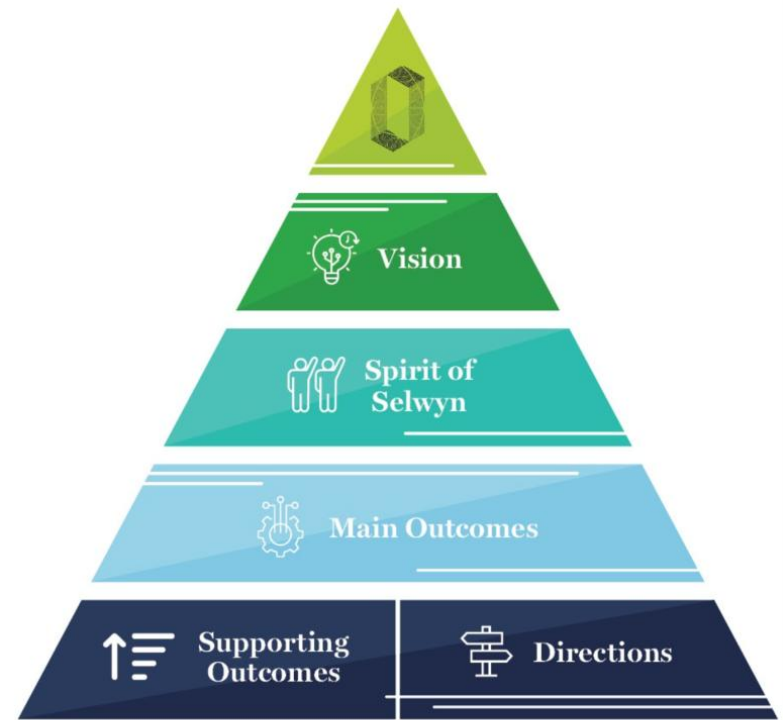 Vision
Spirit of
Selwyn
Main Outcomes
Supporting
Outcomes
Directions